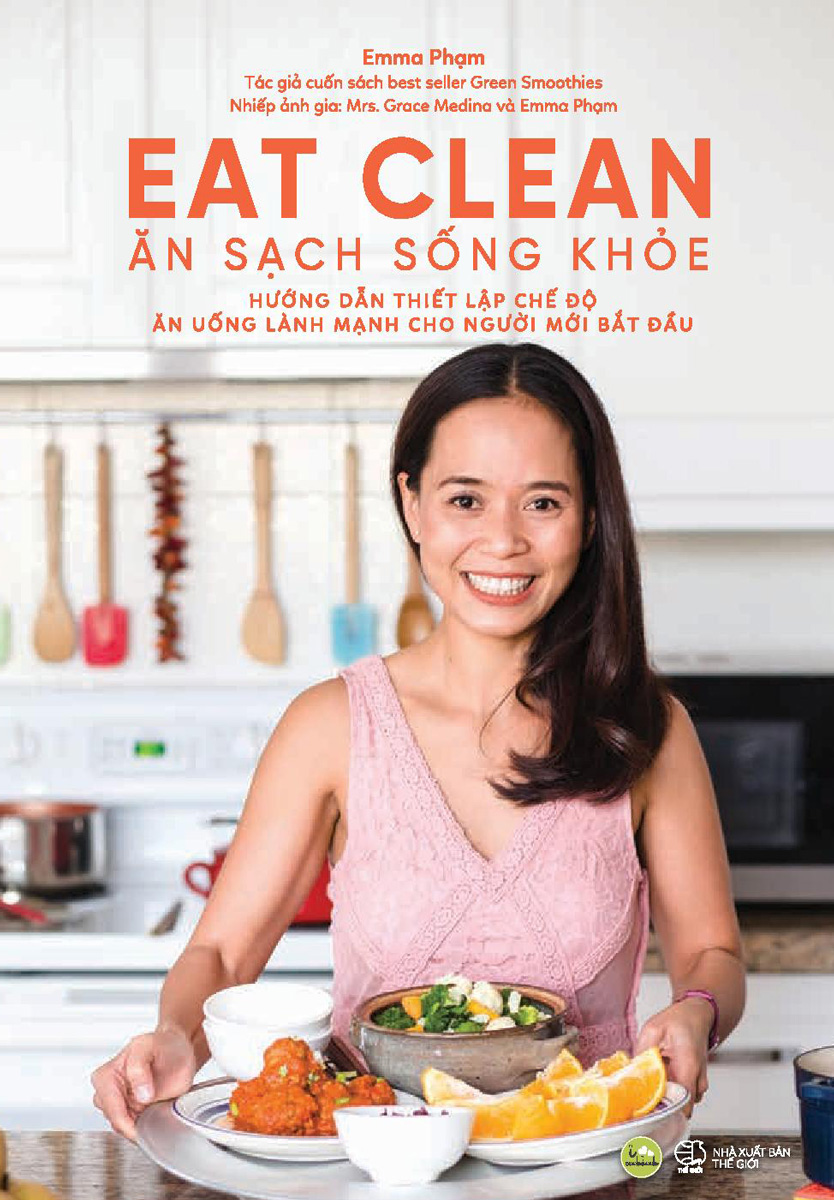 Emma Phạm
Tác giả cuốn sách best seller Green Smoothies
Nhiếp ảnh gia: Mrs. Grace Medina và Emma Phạm
EAT CLEAN
ĂN SẠCH SỐNG KHỎE
HƯỚNG DẪN THIẾT LẬP CHẾ ĐỘ
ĂN UỐNG LÀNH MẠNH CHO NGƯỜI MỚI BẮT ĐẦU
THẾ GIỚI
NHÀ XUẤT BẢN
THẾ GIỚI